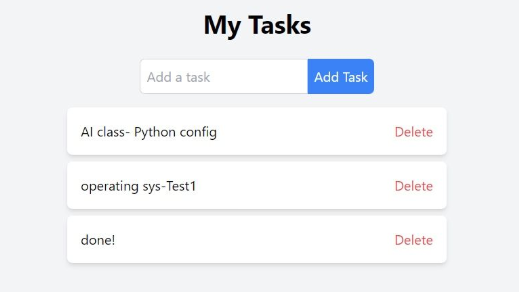 My Tasks
Add a task Add Task
AI class- Python config Delete
operating sys-Test1 Delete
done! Delete